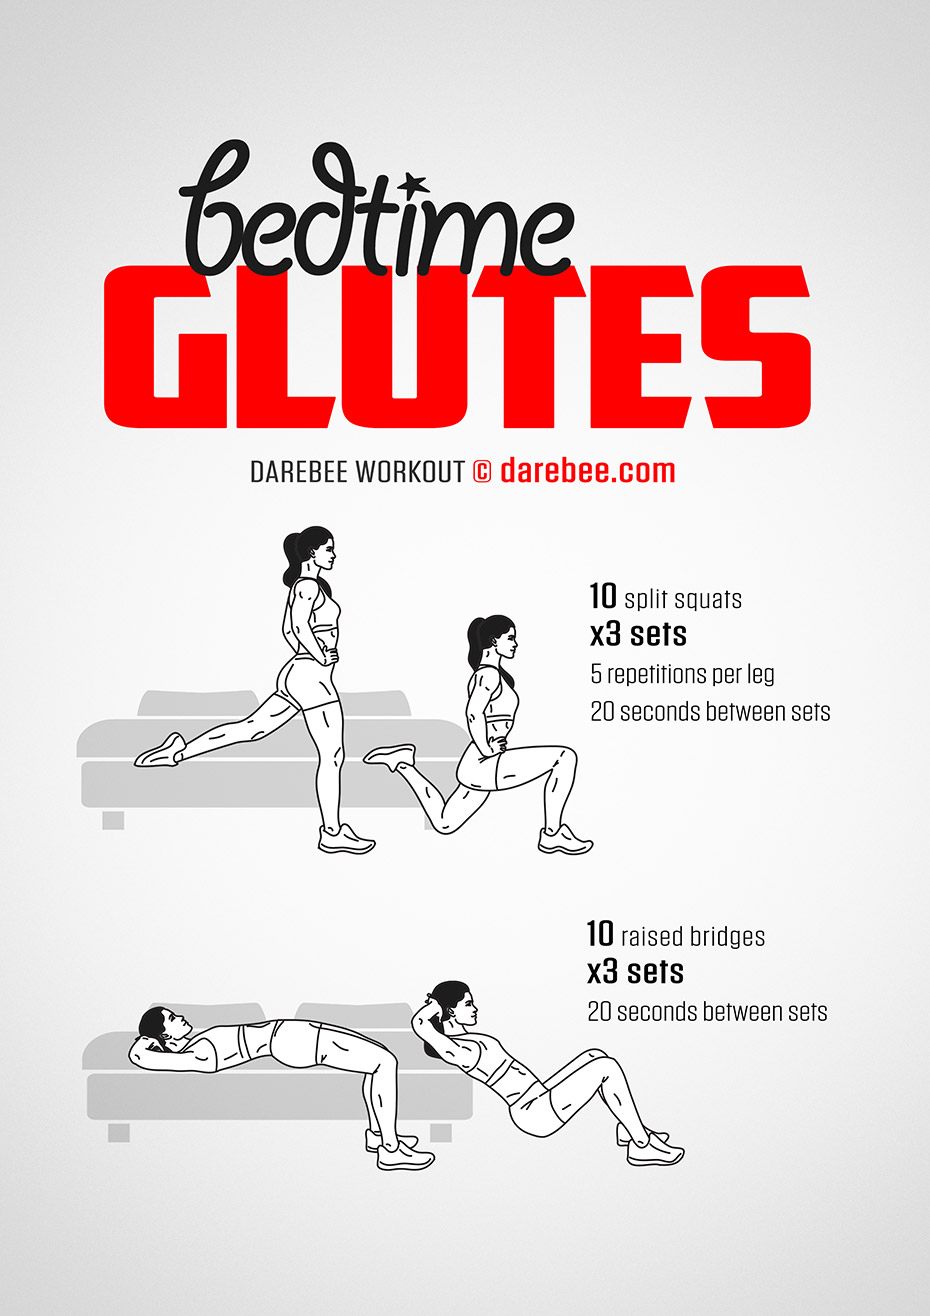 bedtime
GLUTES
DAREBEE WORKOUT © darebee.com
10 split squats
x3 sets
5 repetitions per leg
20 seconds between sets
10 raised bridges
x3 sets
20 seconds between sets